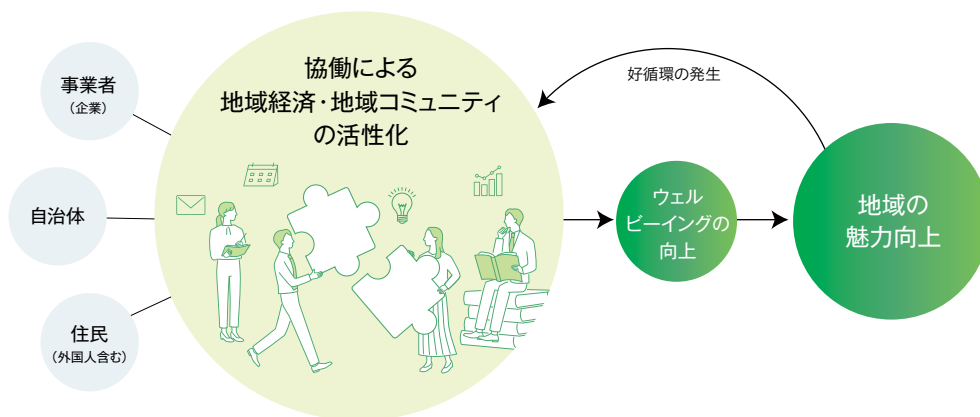 協働による
地域経済・地域コミュニティ
の活性化
事業者
（企業）
自治体
住民
（外国人含む）
好循環の発生
ウェル
ビーイングの
向上
地域の
魅力向上